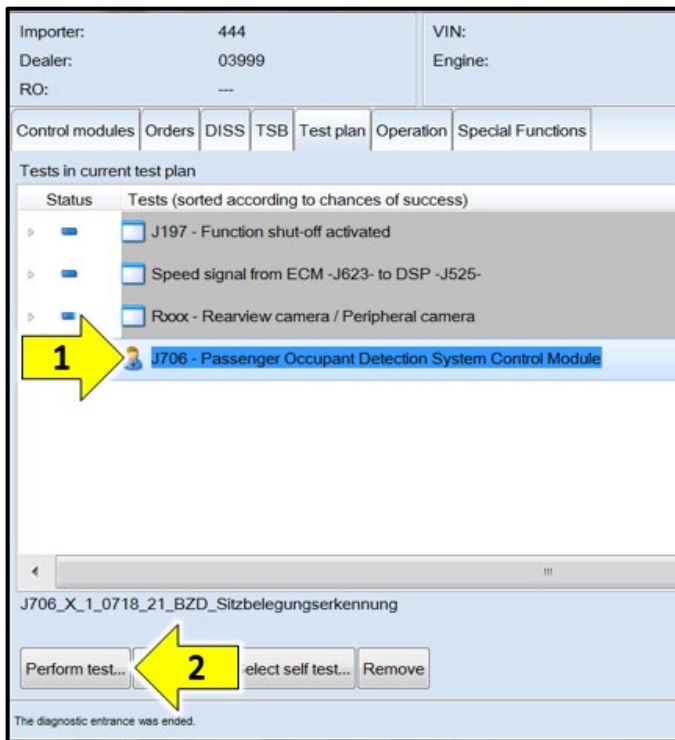 Importer: 444 VIN:
Dealer: 03999 Engine:
RO: ---
Control modules Orders DISS TSB Test plan Operation Special Functions
Tests in current test plan
Status Tests (sorted according to chances of success)
J197 - Function shut-off activated
Speed signal from ECM -J623- to DSP -J525-
Rxxx - Rearview camera / Peripheral camera
1 J706 - Passenger Occupant Detection System Control Module
J706_X_1_0718_21_BZD_Sitzbelegungserkennung
Perform test... 2 elect self test... Remove
The diagnostic entrance was ended.